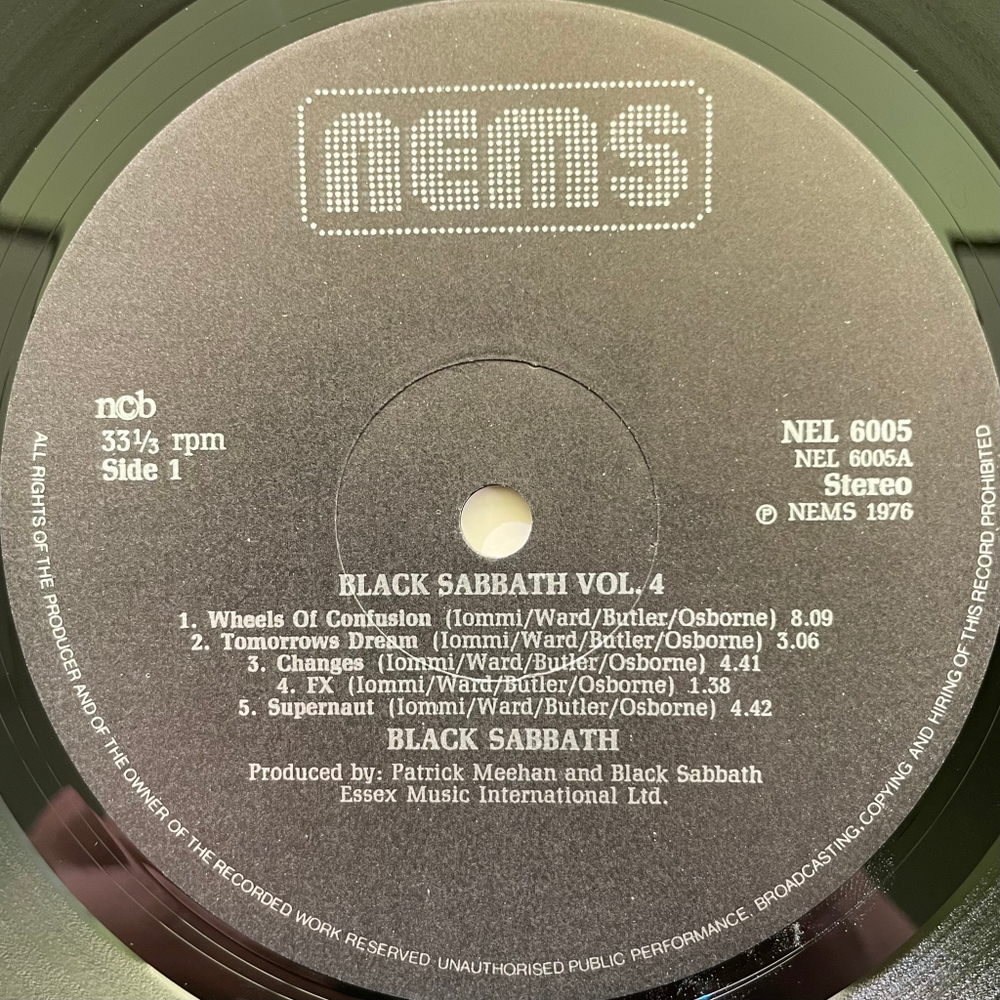 nems
ncb
33⅓ rpm
Side 1
NEL 6005
NEL 6005A
Stereo
℗ NEMS 1976
BLACK SABBATH VOL. 4
1. Wheels Of Confusion (Iommi/Ward/Butler/Osborne) 8.09
2. Tomorrows Dream (Iommi/Ward/Butler/Osborne) 3.06
3. Changes (Iommi/Ward/Butler/Osborne) 4.41
4. FX (Iommi/Ward/Butler/Osborne) 1.38
5. Supernaut (Iommi/Ward/Butler/Osborne) 4.42
BLACK SABBATH
Produced by: Patrick Meehan and Black Sabbath
Essex Music International Ltd.
ALL RIGHTS OF THE PRODUCER AND OF THE OWNER OF THE RECORDED WORK RESERVED UNAUTHORISED PUBLIC PERFORMANCE, BROADCASTING, COPYING AND HIRING OF THIS RECORD PROHIBITED